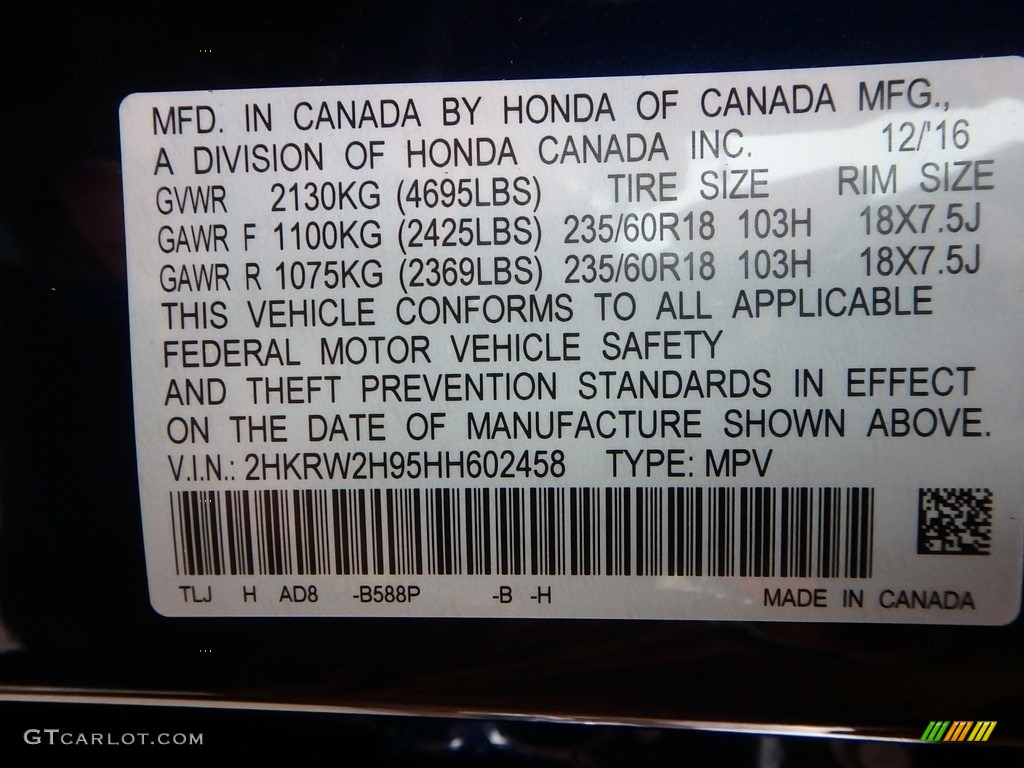 MFD. IN CANADA BY HONDA OF CANADA MFG.,
A DIVISION OF HONDA CANADA INC. 12/'16
GVWR 2130KG (4695LBS) TIRE SIZE RIM SIZE
GAWR F 1100KG (2425LBS) 235/60R18 103H 18X7.5J
GAWR R 1075KG (2369LBS) 235/60R18 103H 18X7.5J
THIS VEHICLE CONFORMS TO ALL APPLICABLE
FEDERAL MOTOR VEHICLE SAFETY
AND THEFT PREVENTION STANDARDS IN EFFECT
ON THE DATE OF MANUFACTURE SHOWN ABOVE.
V.I.N.: 2HKRW2H95HH602458 TYPE: MPV
TLJ H AD8 -B588P -B -H MADE IN CANADA
GTCARLOT.COM